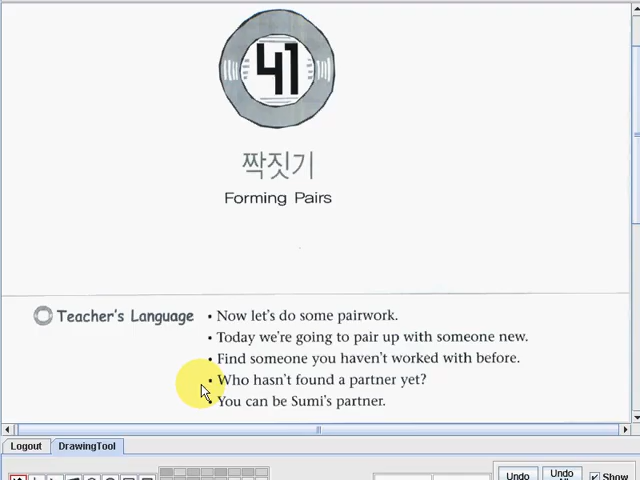 41
짝짓기
Forming Pairs
Teacher's Language
• Now let's do some pairwork.
• Today we're going to pair up with someone new.
• Find someone you haven't worked with before.
• Who hasn't found a partner yet?
• You can be Sumi's partner.
Logout DrawingTool
Undo Undo Show